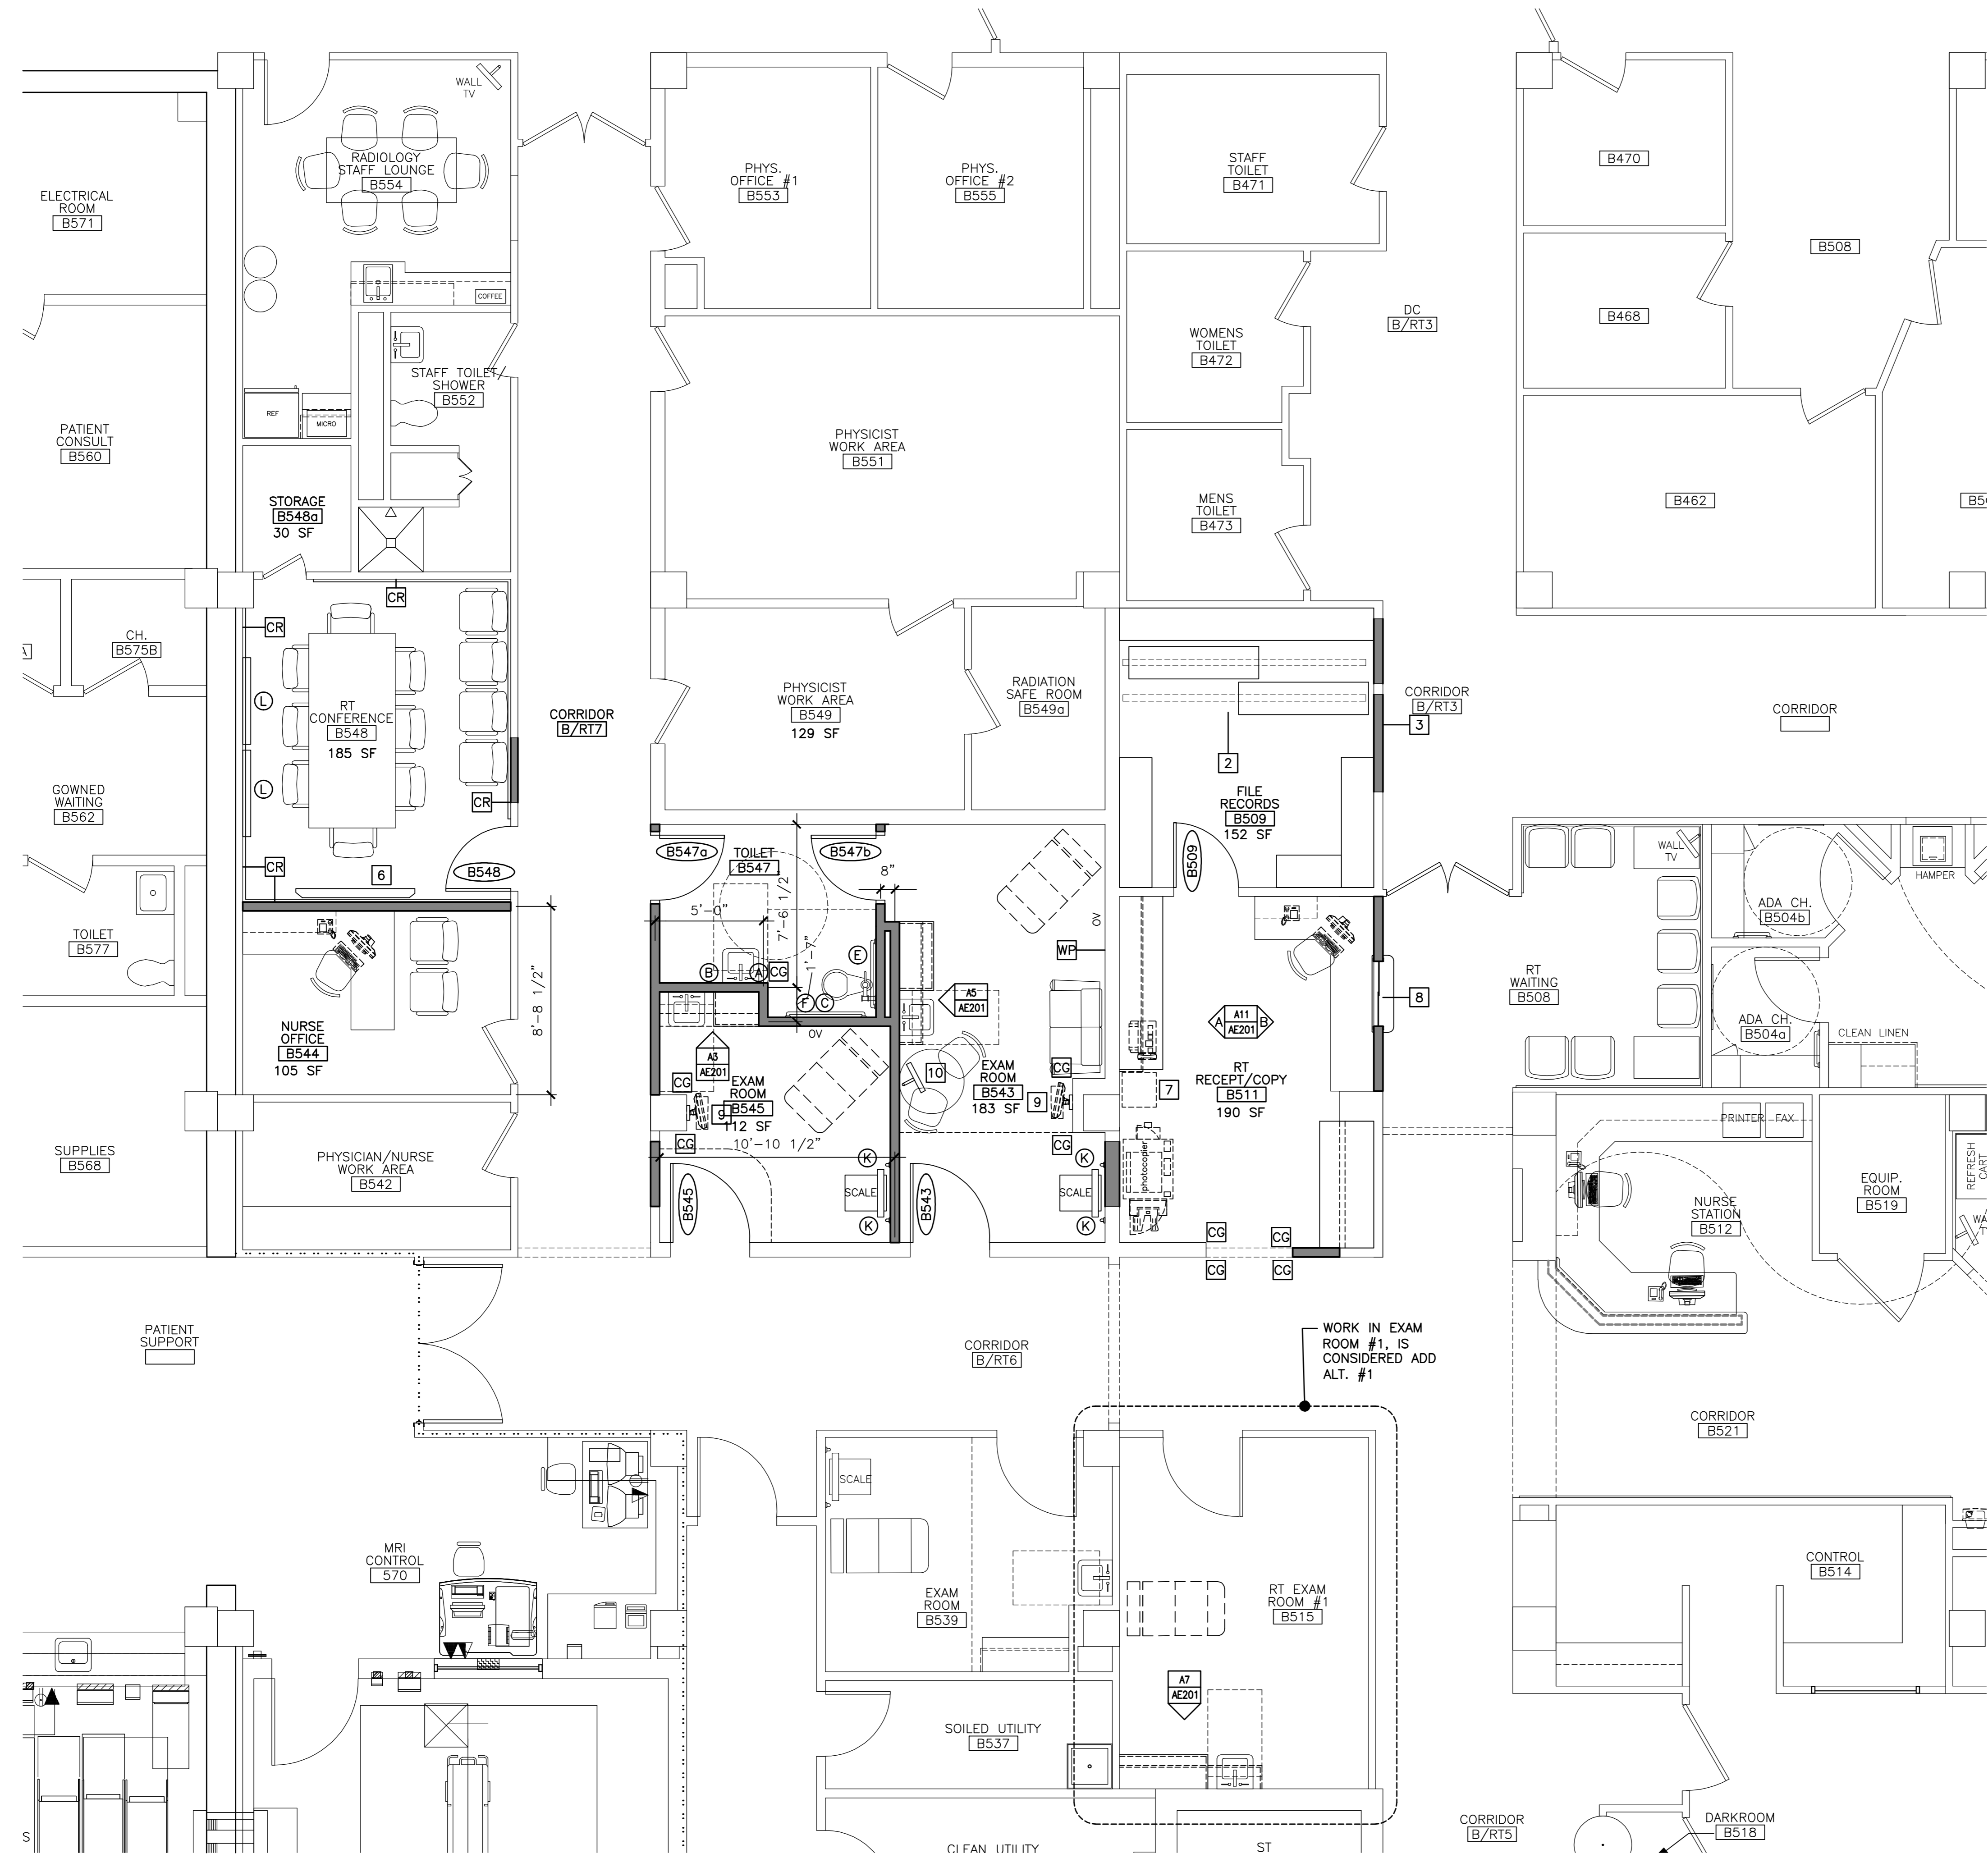 WALL
TV
RADIOLOGY
STAFF LOUNGE
B554
ELECTRICAL
ROOM
B571
COFFEE
STAFF TOILET/
SHOWER
B552
REF
MICRO
PATIENT
CONSULT
B560
STORAGE
B548a
30 SF
PHYS.
OFFICE #1
B553
PHYS.
OFFICE #2
B555
STAFF
TOILET
B471
B470
B508
DC
B/RT3
WOMENS
TOILET
B472
B468
PHYSICIST
WORK AREA
B551
MENS
TOILET
B473
B462
CR
CR
CH.
B575B
L
RT
CONFERENCE
B548
185 SF
L
CR
CR
6
B548
CORRIDOR
B/RT7
PHYSICIST
WORK AREA
B549
129 SF
RADIATION
SAFE ROOM
B549a
CORRIDOR
B/RT3
3
2
CORRIDOR
FILE
RECORDS
B509
152 SF
B509
GOWNED
WAITING
B562
TOILET
B577
B547a
TOILET
B547
B547b
8"
5'-0"
7'-6 1/2"
1'-7"
B
A
CG
E
F
C
OV
OV
WP
WALL
TV
HAMPER
ADA CH.
B504b
RT
WAITING
B508
ADA CH.
B504a
CLEAN LINEN
NURSE
OFFICE
B544
105 SF
8'-8 1/2"
A5
AE201
A3
AE201
CG
EXAM
ROOM
B545
112 SF
9
CG
10'-10 1/2"
10
EXAM
ROOM
B543
183 SF
9
CG
CG
A
A11
AE201
B
8
RT
RECEPT/COPY
B511
190 SF
7
photocopier
K
SCALE
K
K
SCALE
K
B545
B543
CG
CG
CG
CG
SUPPLIES
B568
PHYSICIAN/NURSE
WORK AREA
B542
PRINTER
FAX
NURSE
STATION
B512
EQUIP.
ROOM
B519
REFRESH
CART
PATIENT
SUPPORT
CORRIDOR
B/RT6
WORK IN EXAM
ROOM #1, IS
CONSIDERED ADD
ALT. #1
CORRIDOR
B521
SCALE
MRI
CONTROL
570
EXAM
ROOM
B539
RT EXAM
ROOM #1
B515
CONTROL
B514
A7
AE201
SOILED UTILITY
B537
CORRIDOR
B/RT5
DARKROOM
B518
CLEAN UTILITY
ST